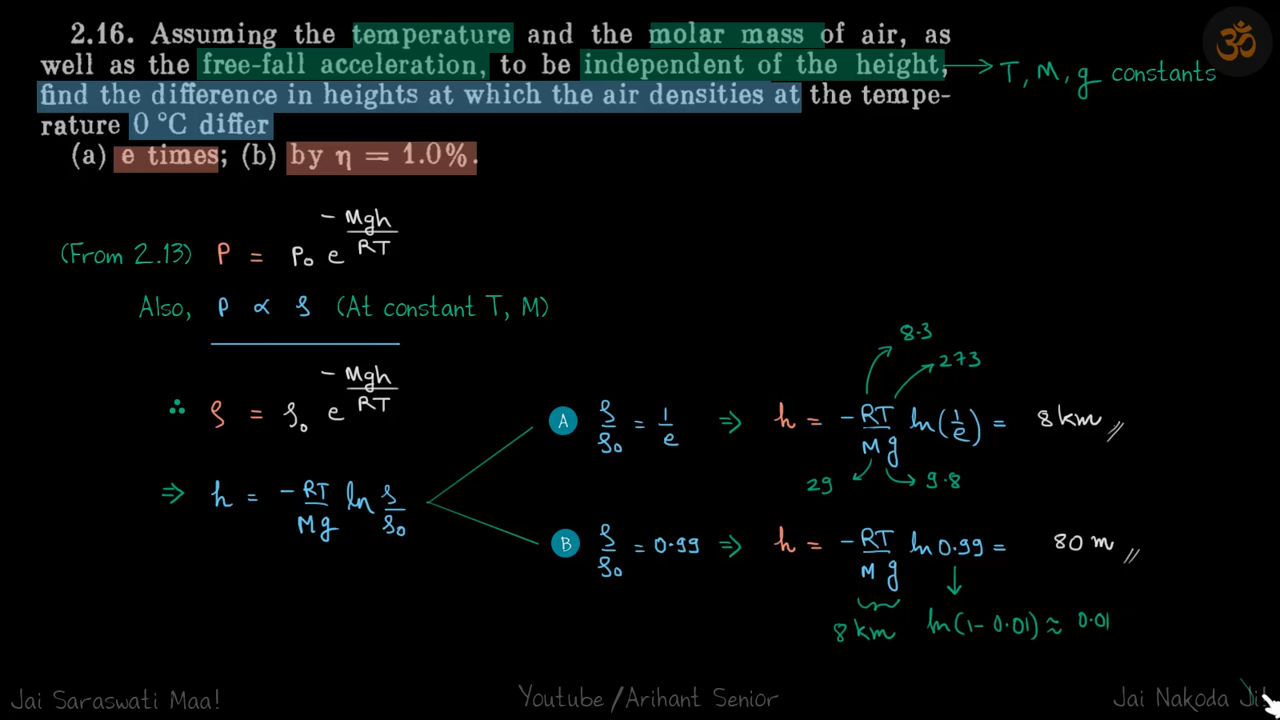 2.16. Assuming the temperature and the molar mass of air, as
well as the free-fall acceleration, to be independent of the height, → T, M, g constants
find the difference in heights at which the air densities at the tempe-
rature 0 °C differ
(a) e times; (b) by η = 1.0%.
(From 2.13) P = P₀ e^(-Mgh/RT)
Also, P ∝ ρ (At constant T, M)
∴ ρ = ρ₀ e^(-Mgh/RT)
⇒ h = -RT/Mg ln ρ/ρ₀
8.3
273
A ρ/ρ₀ = 1/e ⇒ h = -RT/Mg ln(1/e) = 8 km
29 9.8
B ρ/ρ₀ = 0.99 ⇒ h = -RT/Mg ln 0.99 = 80 m
8 km ln(1-0.01) ≈ 0.01
Jai Saraswati Maa! Youtube/Arihant Senior Jai Nakoda Ji!
ॐ